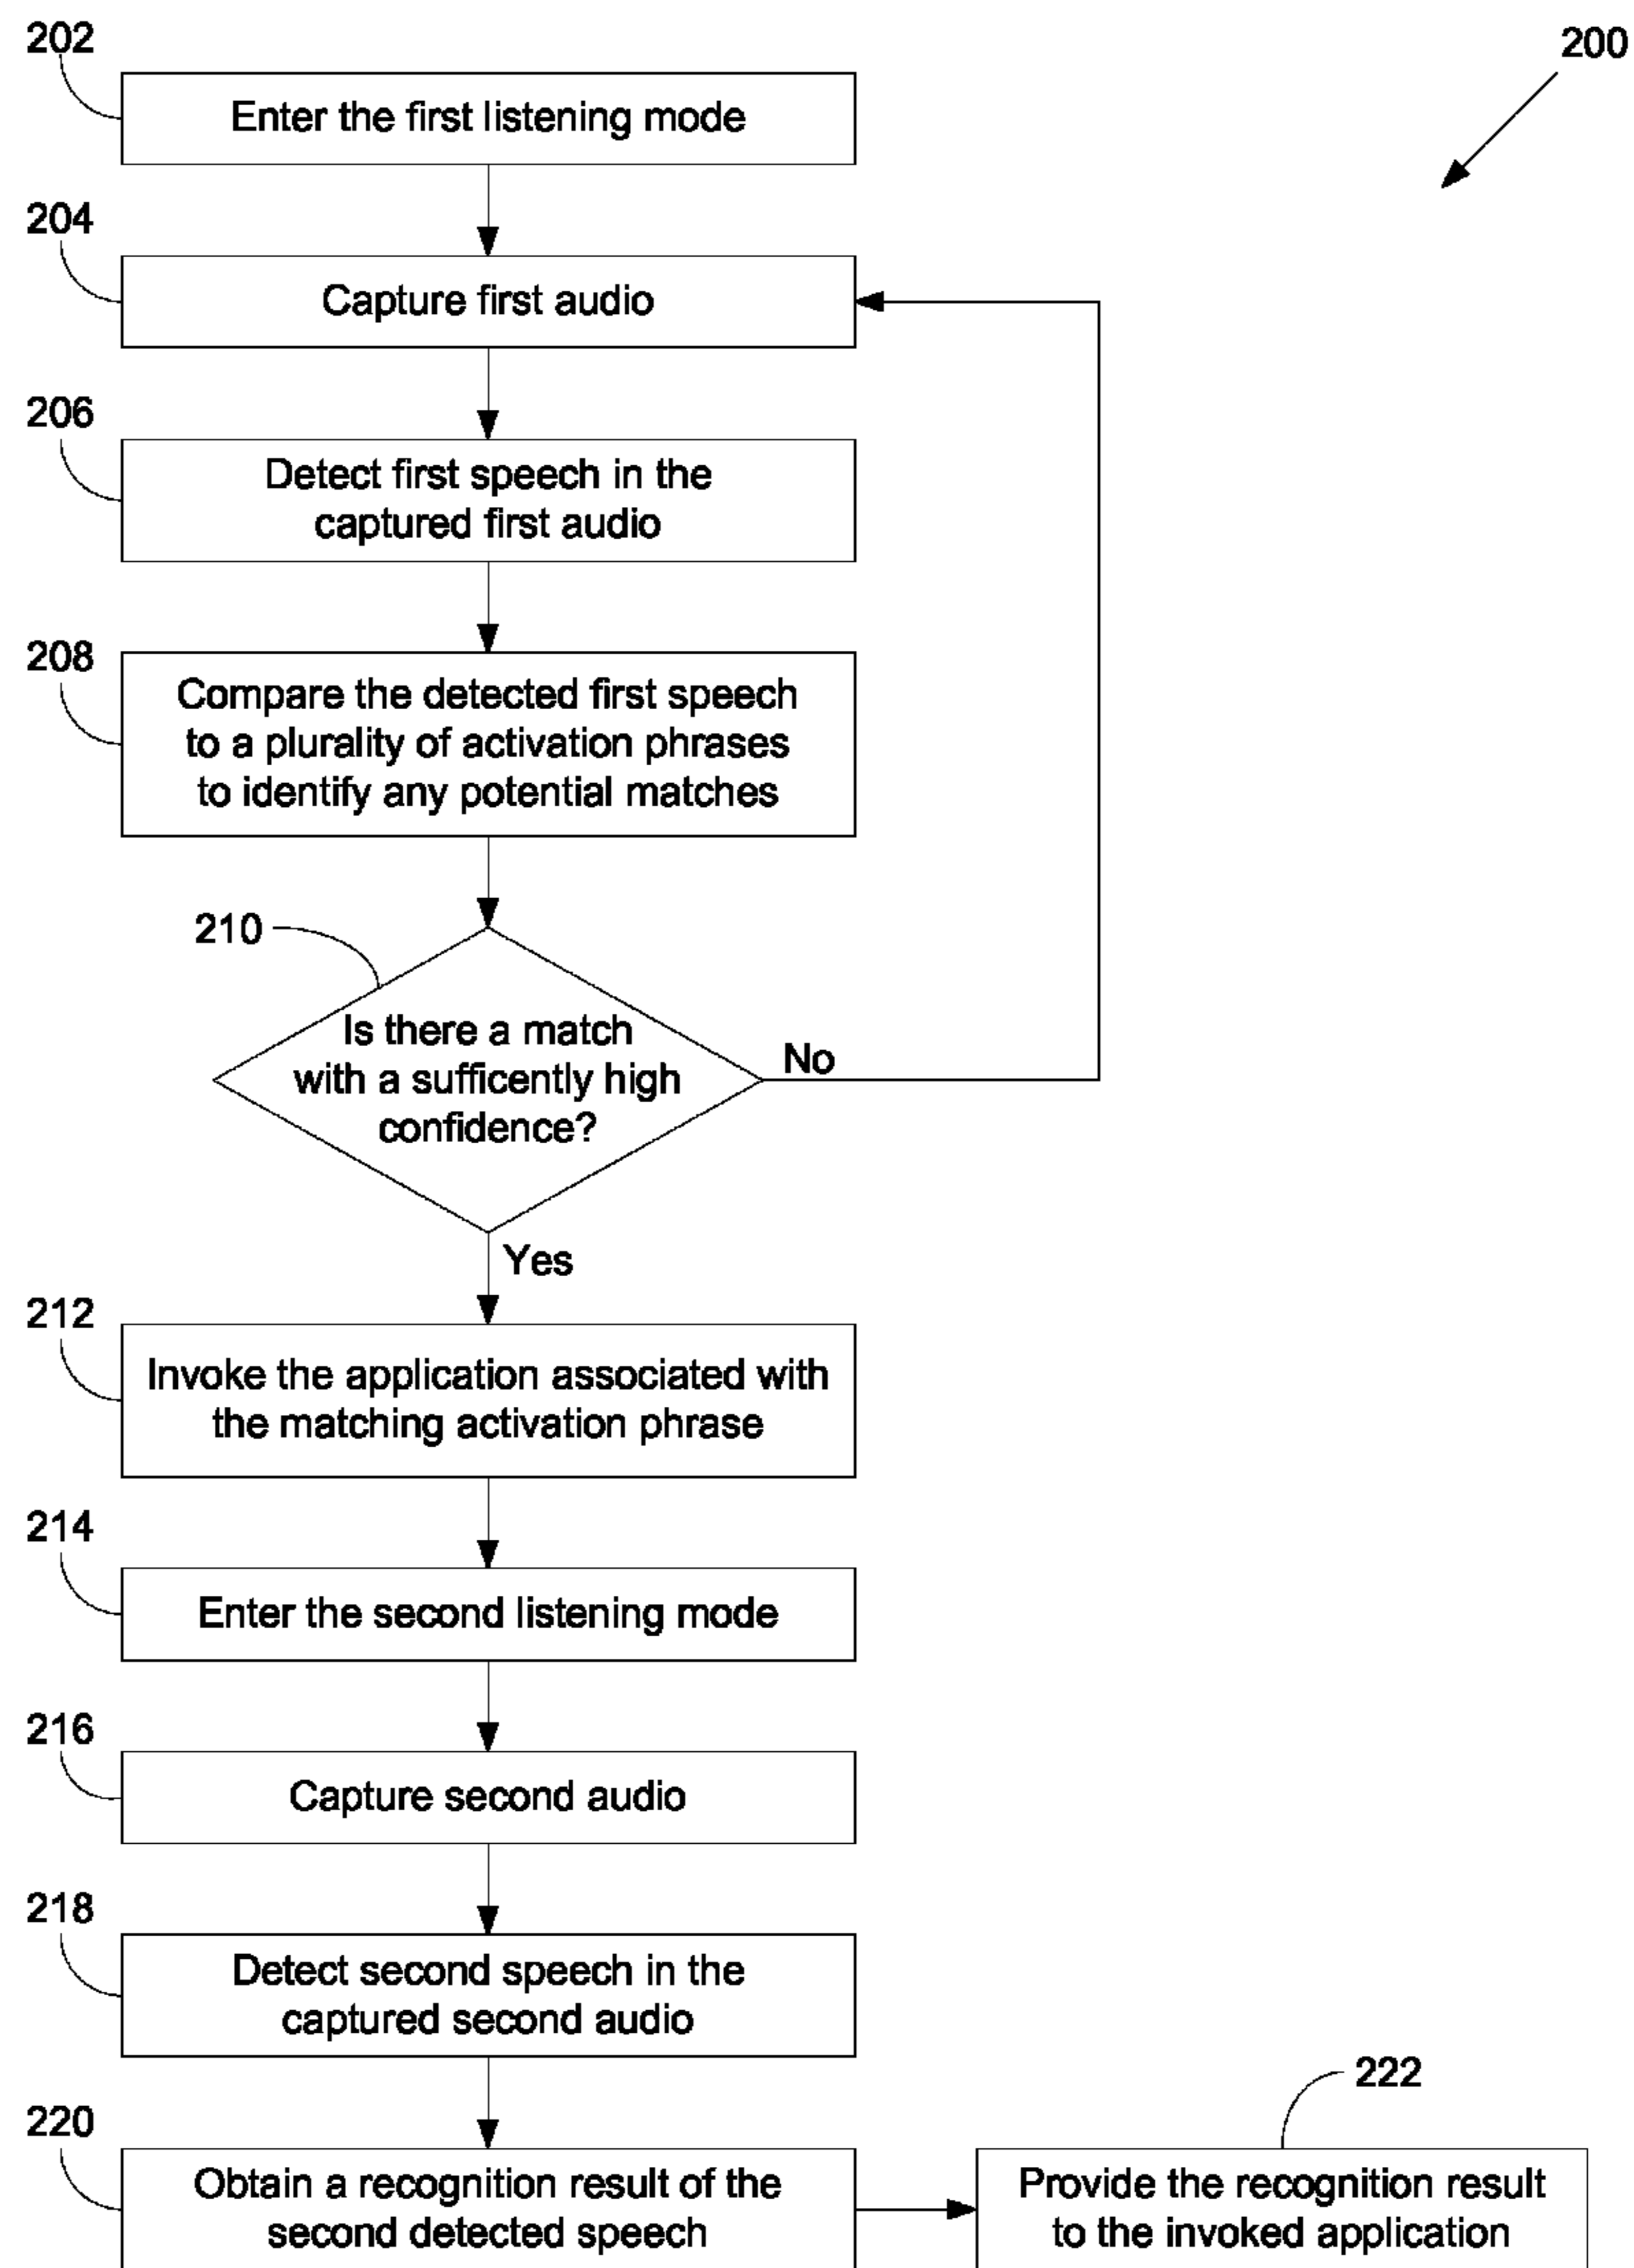 202
200
Enter the first listening mode
204
Capture first audio
206
Detect first speech in the
captured first audio
208
Compare the detected first speech
to a plurality of activation phrases
to identify any potential matches
210
Is there a match
with a sufficently high
confidence?
No
Yes
212
Invoke the application associated with
the matching activation phrase
214
Enter the second listening mode
216
Capture second audio
218
Detect second speech in the
captured second audio
222
220
Obtain a recognition result of the
second detected speech
Provide the recognition result
to the invoked application